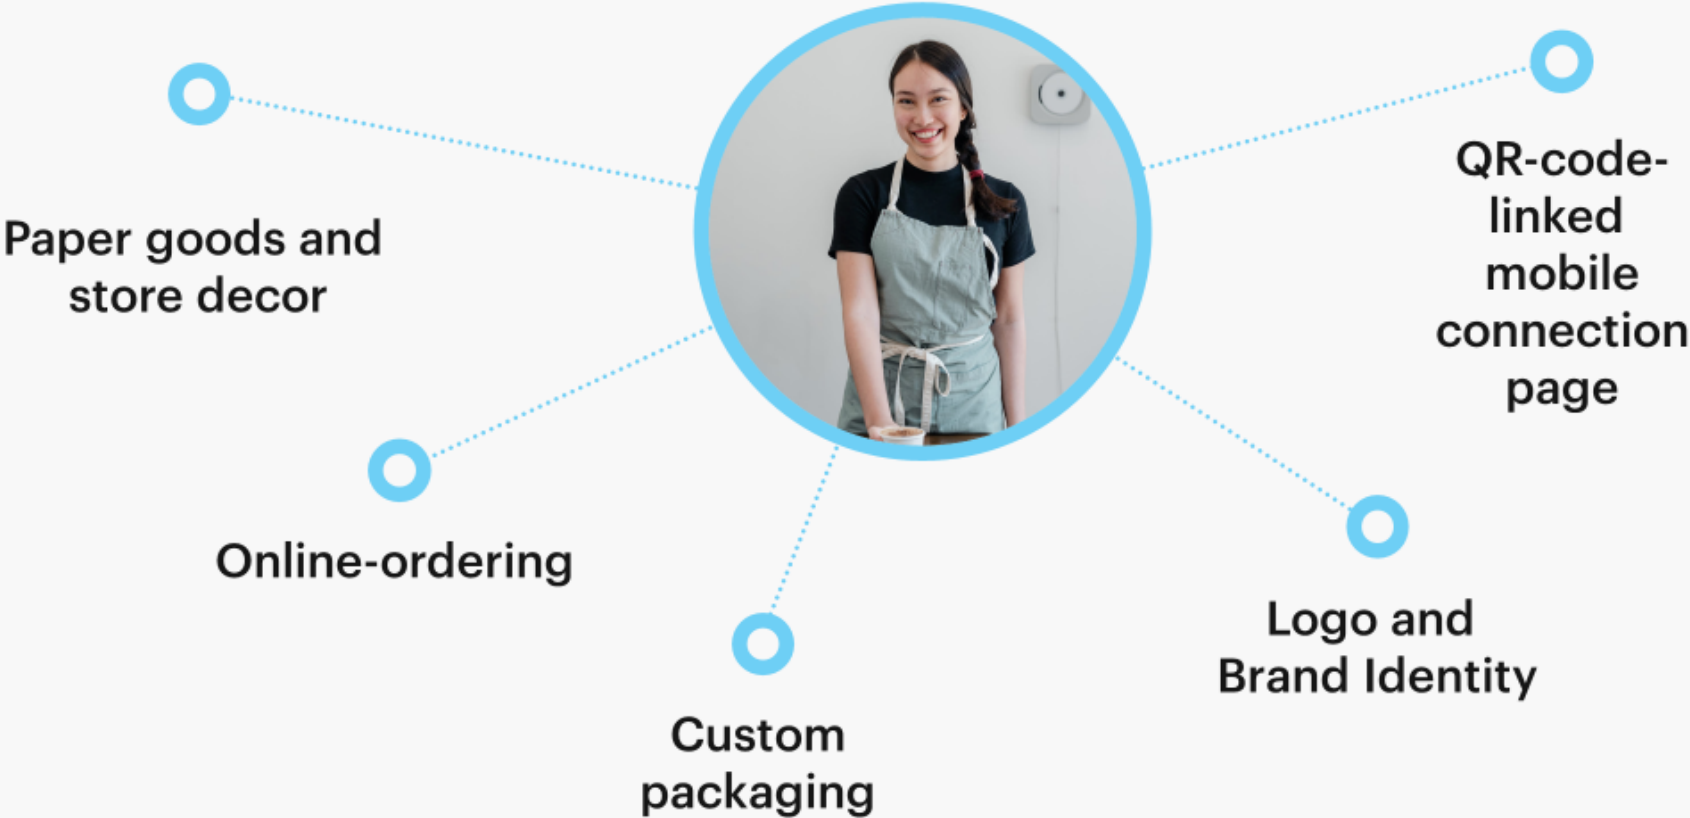 Paper goods and
store decor
Online-ordering
Custom
packaging
Logo and
Brand Identity
QR-code-
linked
mobile
connection
page